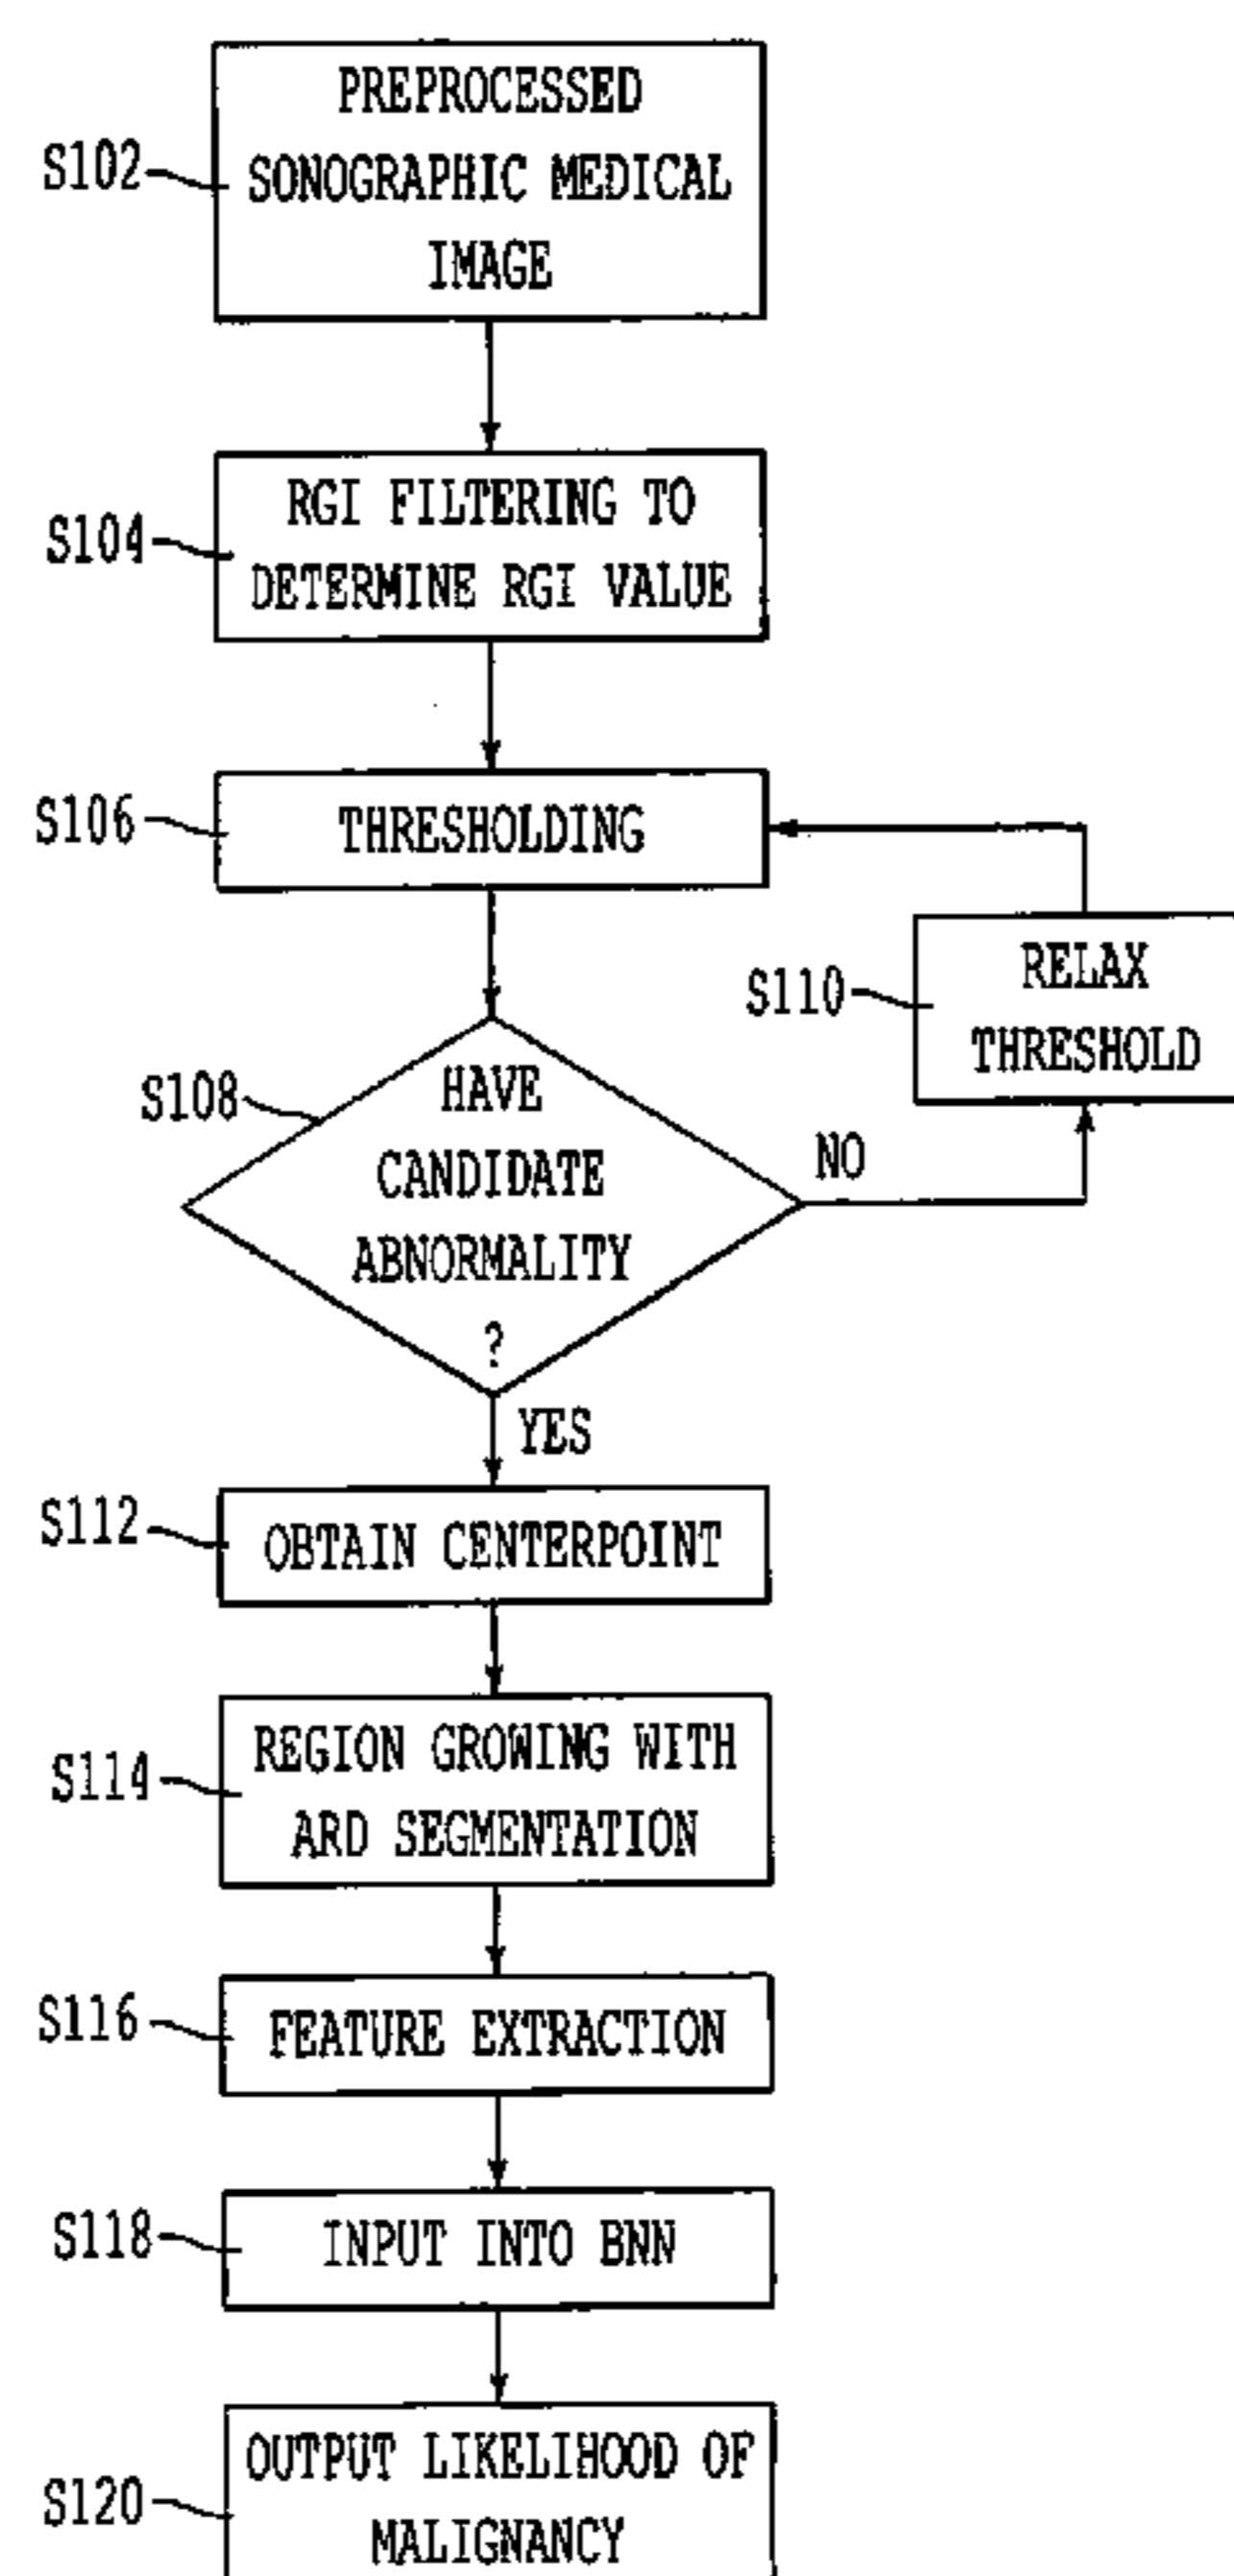 PREPROCESSED
S102
SONOGRAPHIC MEDICAL
IMAGE
RGI FILTERING TO
S104
DETERMINE RGI VALUE
S106
THRESHOLDING
RELAX
S110
THRESHOLD
S108
HAVE
CANDIDATE
ABNORMALITY
?
NO
YES
S112
OBTAIN CENTERPOINT
REGION GROWING WITH
S114
ARD SEGMENTATION
S116
FEATURE EXTRACTION
S118
INPUT INTO BNN
OUTPUT LIKELIHOOD OF
S120
MALIGNANCY